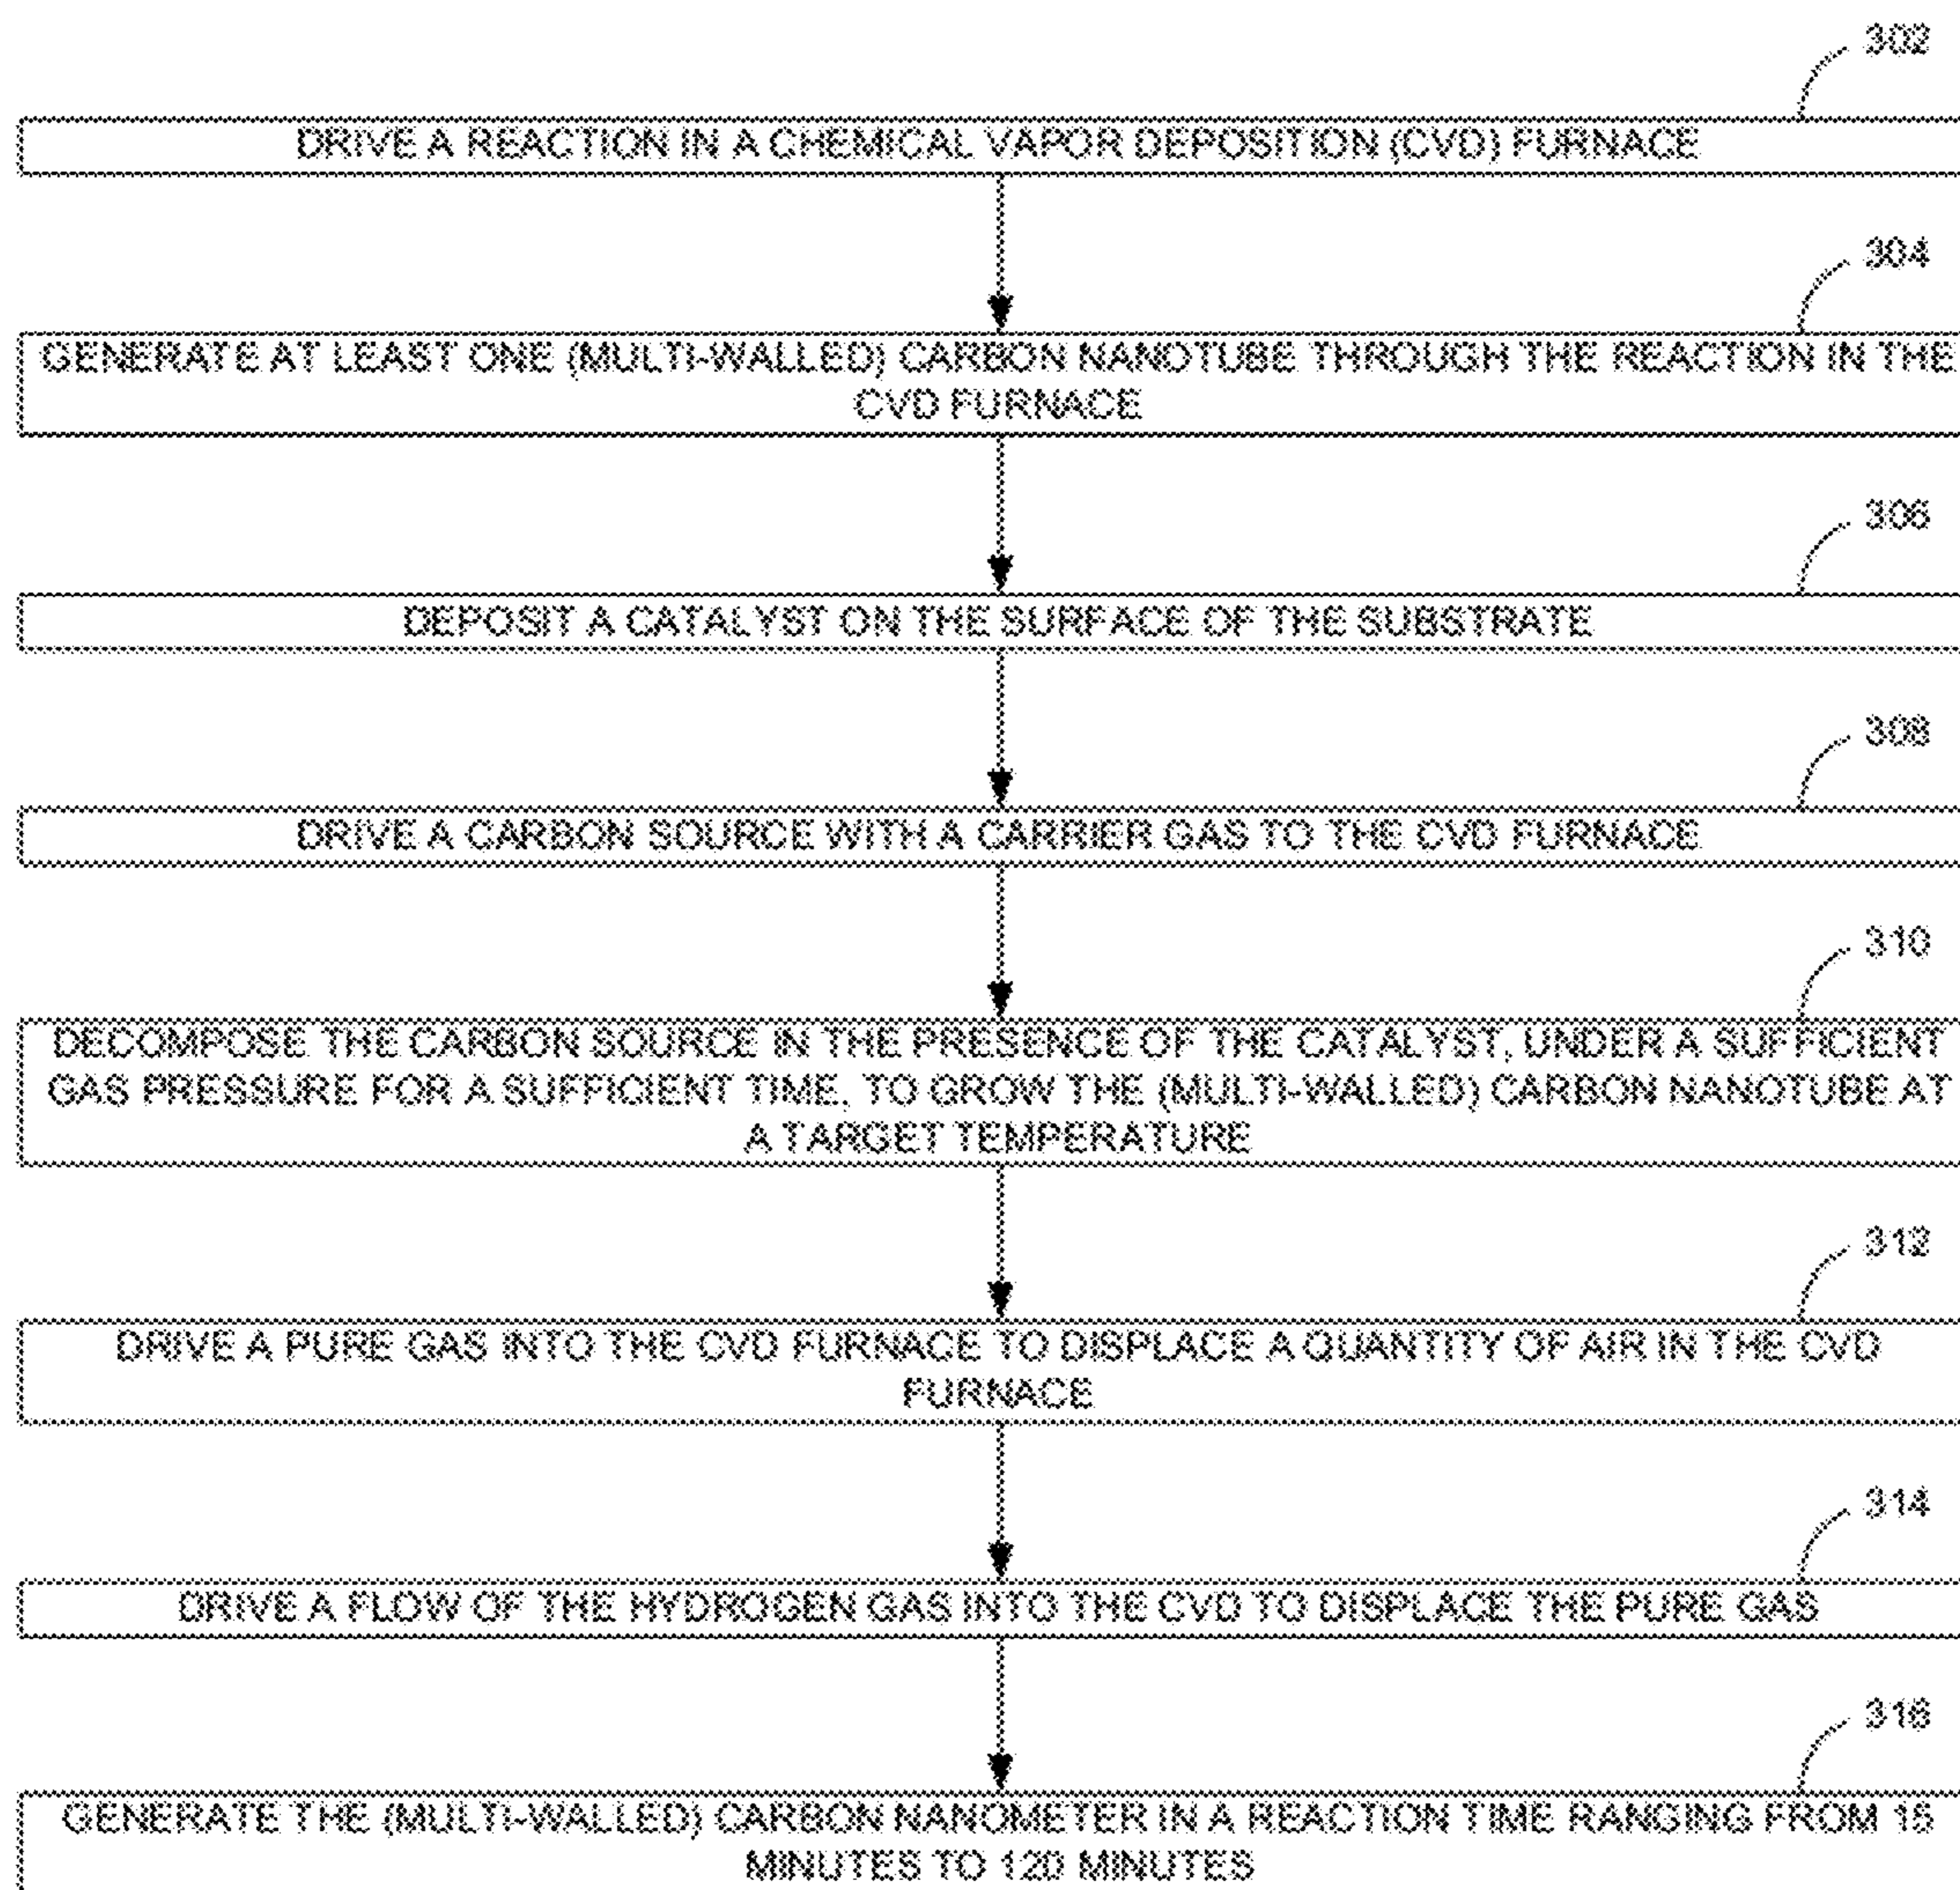 302
DRIVE A REACTION IN A CHEMICAL VAPOR DEPOSITION (CVD) FURNACE
304
GENERATE AT LEAST ONE (MULTI-WALLED) CARBON NANOTUBE THROUGH THE REACTION IN THE
CVD FURNACE
306
DEPOSIT A CATALYST ON THE SURFACE OF THE SUBSTRATE
308
DRIVE A CARBON SOURCE WITH A CARRIER GAS TO THE CVD FURNACE
310
DECOMPOSE THE CARBON SOURCE IN THE PRESENCE OF THE CATALYST, UNDER A SUFFICIENT
GAS PRESSURE FOR A SUFFICIENT TIME, TO GROW THE (MULTI-WALLED) CARBON NANOTUBE AT
A TARGET TEMPERATURE
312
DRIVE A PURE GAS INTO THE CVD FURNACE TO DISPLACE A QUANTITY OF AIR IN THE CVD
FURNACE
314
DRIVE A FLOW OF THE HYDROGEN GAS INTO THE CVD TO DISPLACE THE PURE GAS
316
GENERATE THE (MULTI-WALLED) CARBON NANOMETER IN A REACTION TIME RANGING FROM 15
MINUTES TO 120 MINUTES